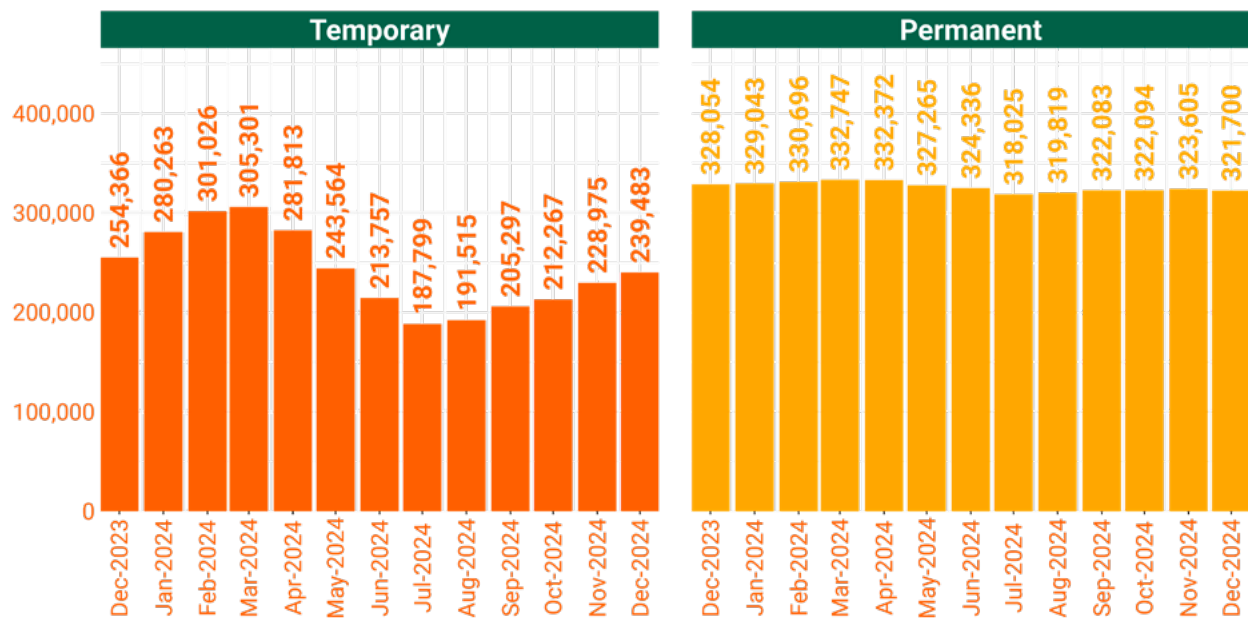 Temporary
Permanent
400,000
300,000
200,000
100,000
0
254,366
280,263
301,026
305,301
281,813
243,564
213,757
187,799
191,515
205,297
212,267
228,975
239,483
328,054
329,043
330,696
332,747
332,372
327,265
324,336
318,025
319,819
322,083
322,094
323,605
321,700
Dec-2023
Jan-2024
Feb-2024
Mar-2024
Apr-2024
May-2024
Jun-2024
Jul-2024
Aug-2024
Sep-2024
Oct-2024
Nov-2024
Dec-2024
Dec-2023
Jan-2024
Feb-2024
Mar-2024
Apr-2024
May-2024
Jun-2024
Jul-2024
Aug-2024
Sep-2024
Oct-2024
Nov-2024
Dec-2024